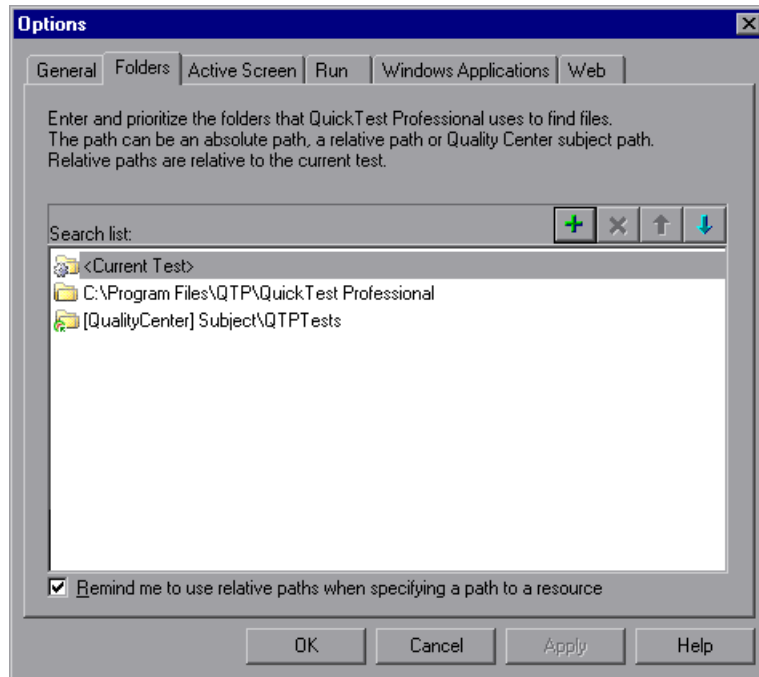 Options
General Folders Active Screen Run Windows Applications Web
Enter and prioritize the folders that QuickTest Professional uses to find files.
The path can be an absolute path, a relative path or Quality Center subject path.
Relative paths are relative to the current test.
Search list:
<Current Test>
C:\Program Files\QTP\QuickTest Professional
[QualityCenter] Subject\QTPTests
Remind me to use relative paths when specifying a path to a resource
OK Cancel Apply Help